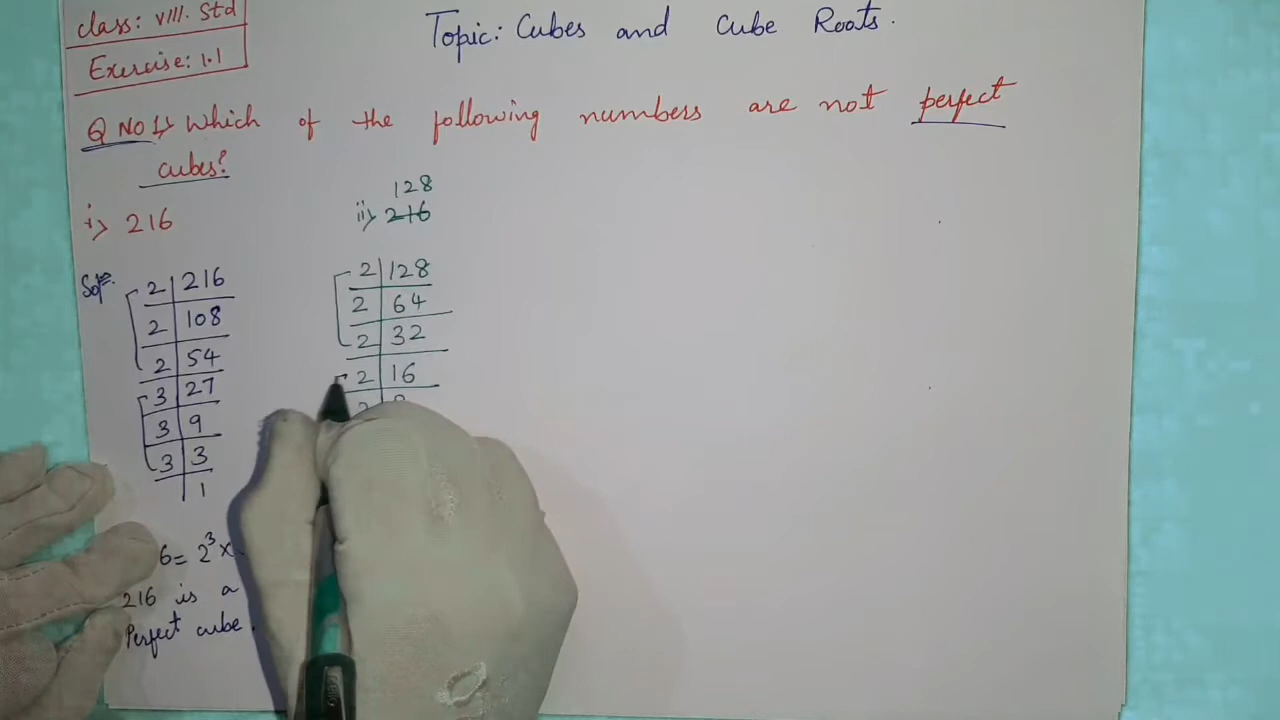 class: VIII. Std
Exercise: 1.1
Topic: Cubes and Cube Roots.
Q NO 1) Which of the following numbers are not perfect
cubes?
i) 216
128
ii) 216
Sol:
2 | 216
2 | 108
2 | 54
3 | 27
3 | 9
3 | 3
1
6 = 2³ x
216 is a
Perfect cube.
2 | 128
2 | 64
2 | 32
2 | 16
2